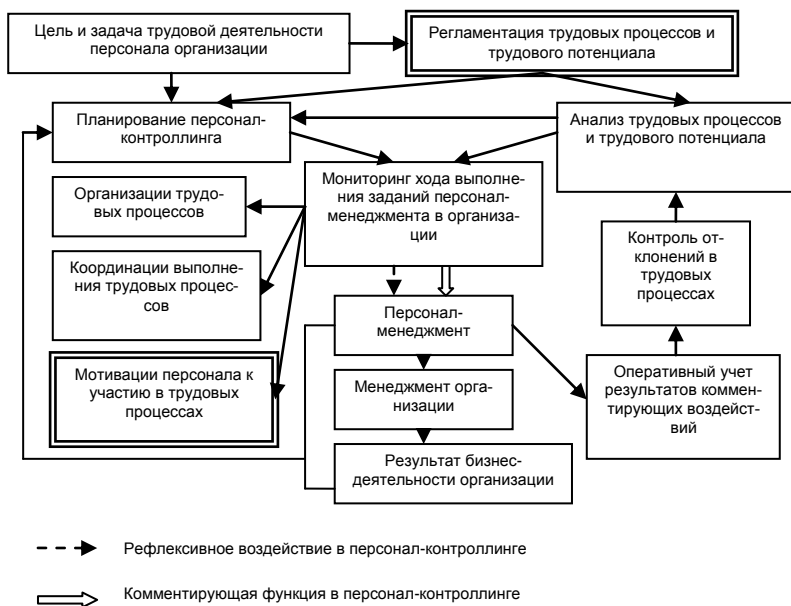 Цель и задача трудовой деятельности
персонала организации
Регламентация трудовых процессов и
трудового потенциала
Планирование персонал-
контроллинга
Анализ трудовых процессов
и трудового потенциала
Мониторинг хода выполне-
ния заданий персонал-
менеджмента в организа-
ции
Организации трудо-
вых процессов
Контроль от-
клонений в
трудовых
процессах
Координации выполне-
ния трудовых процес-
сов
Персонал-
менеджмент
Мотивации персонала к
участию в трудовых
процессах
Менеджмент орга-
низации
Оперативный учет
результатов коммен-
тирующих воздейст-
вий
Результат бизнес-
деятельности организации
Рефлексивное воздействие в персонал-контроллинге
Комментирующая функция в персонал-контроллинге